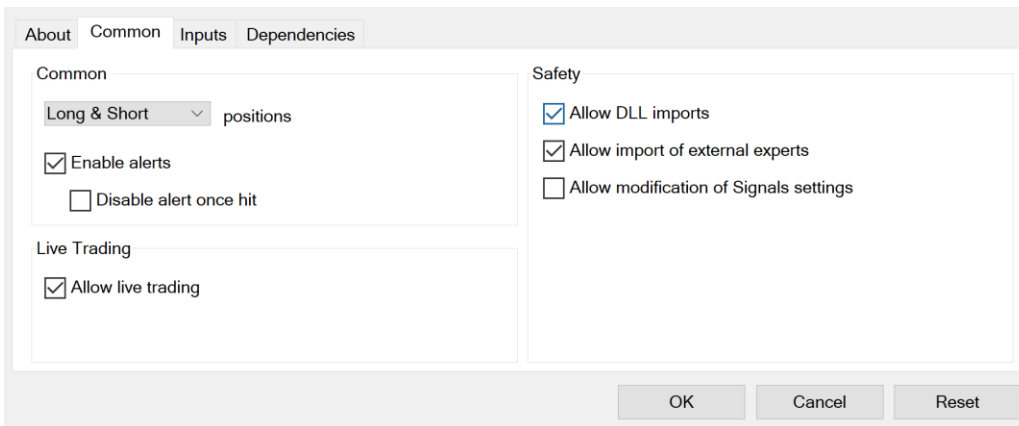 About Common Inputs Dependencies
Common
Long & Short positions
Enable alerts
Disable alert once hit
Live Trading
Allow live trading
Safety
Allow DLL imports
Allow import of external experts
Allow modification of Signals settings
OK Cancel Reset